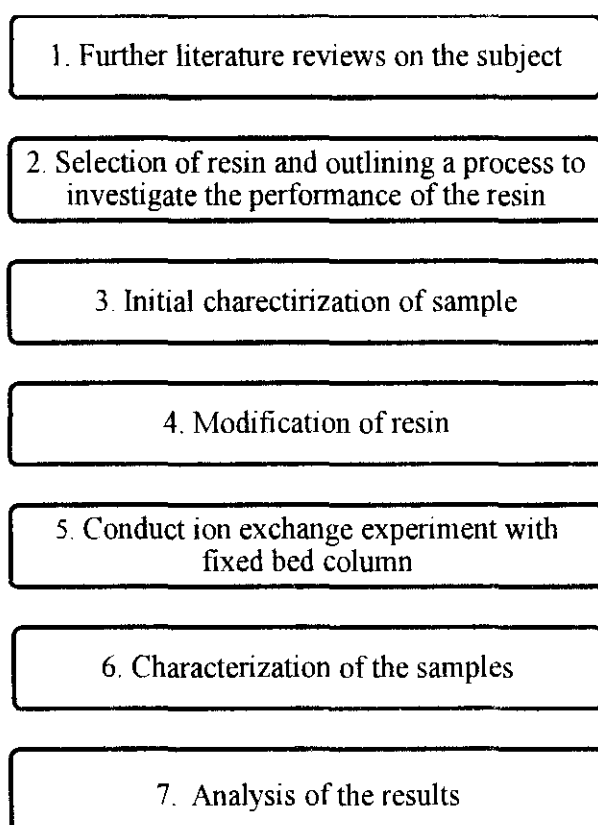 1. Further literature reviews on the subject
2. Selection of resin and outlining a process to
investigate the performance of the resin
3. Initial charectirization of sample
4. Modification of resin
5. Conduct ion exchange experiment with
fixed bed column
6. Characterization of the samples
7. Analysis of the results